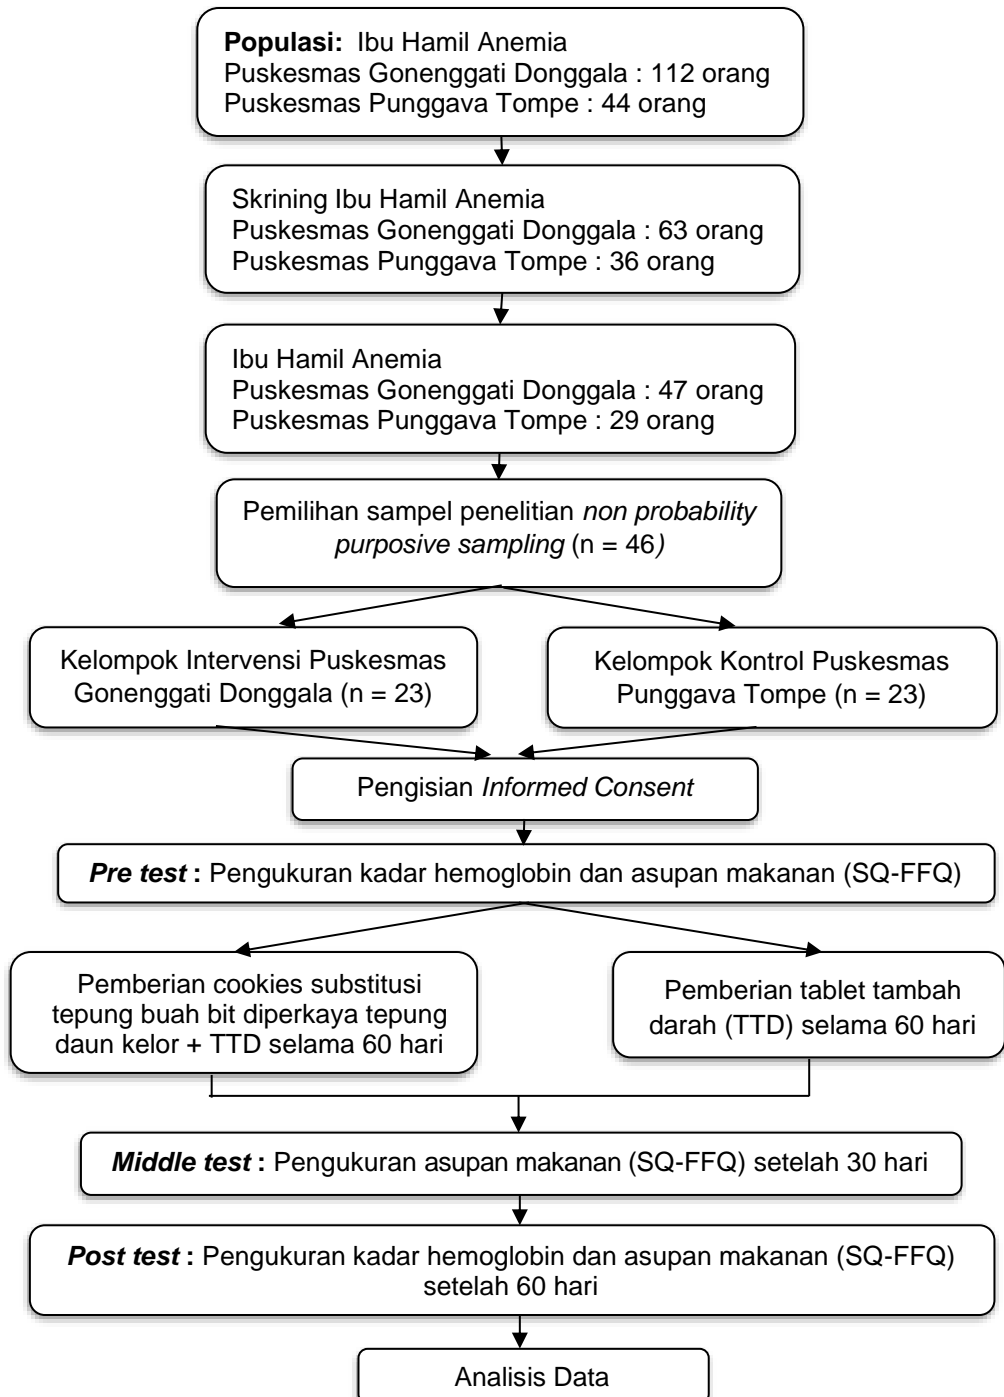 Populasi: Ibu Hamil Anemia
Puskesmas Gonenggati Donggala : 112 orang
Puskesmas Punggava Tompe : 44 orang
Skrining Ibu Hamil Anemia
Puskesmas Gonenggati Donggala : 63 orang
Puskesmas Punggava Tompe : 36 orang
Ibu Hamil Anemia
Puskesmas Gonenggati Donggala : 47 orang
Puskesmas Punggava Tompe : 29 orang
Pemilihan sampel penelitian non probability
purposive sampling (n = 46)
Kelompok Intervensi Puskesmas
Gonenggati Donggala (n = 23)
Kelompok Kontrol Puskesmas
Punggava Tompe (n = 23)
Pengisian Informed Consent
Pre test : Pengukuran kadar hemoglobin dan asupan makanan (SQ-FFQ)
Pemberian cookies substitusi
tepung buah bit diperkaya tepung
daun kelor + TTD selama 60 hari
Pemberian tablet tambah
darah (TTD) selama 60 hari
Middle test : Pengukuran asupan makanan (SQ-FFQ) setelah 30 hari
Post test : Pengukuran kadar hemoglobin dan asupan makanan (SQ-FFQ)
setelah 60 hari
Analisis Data